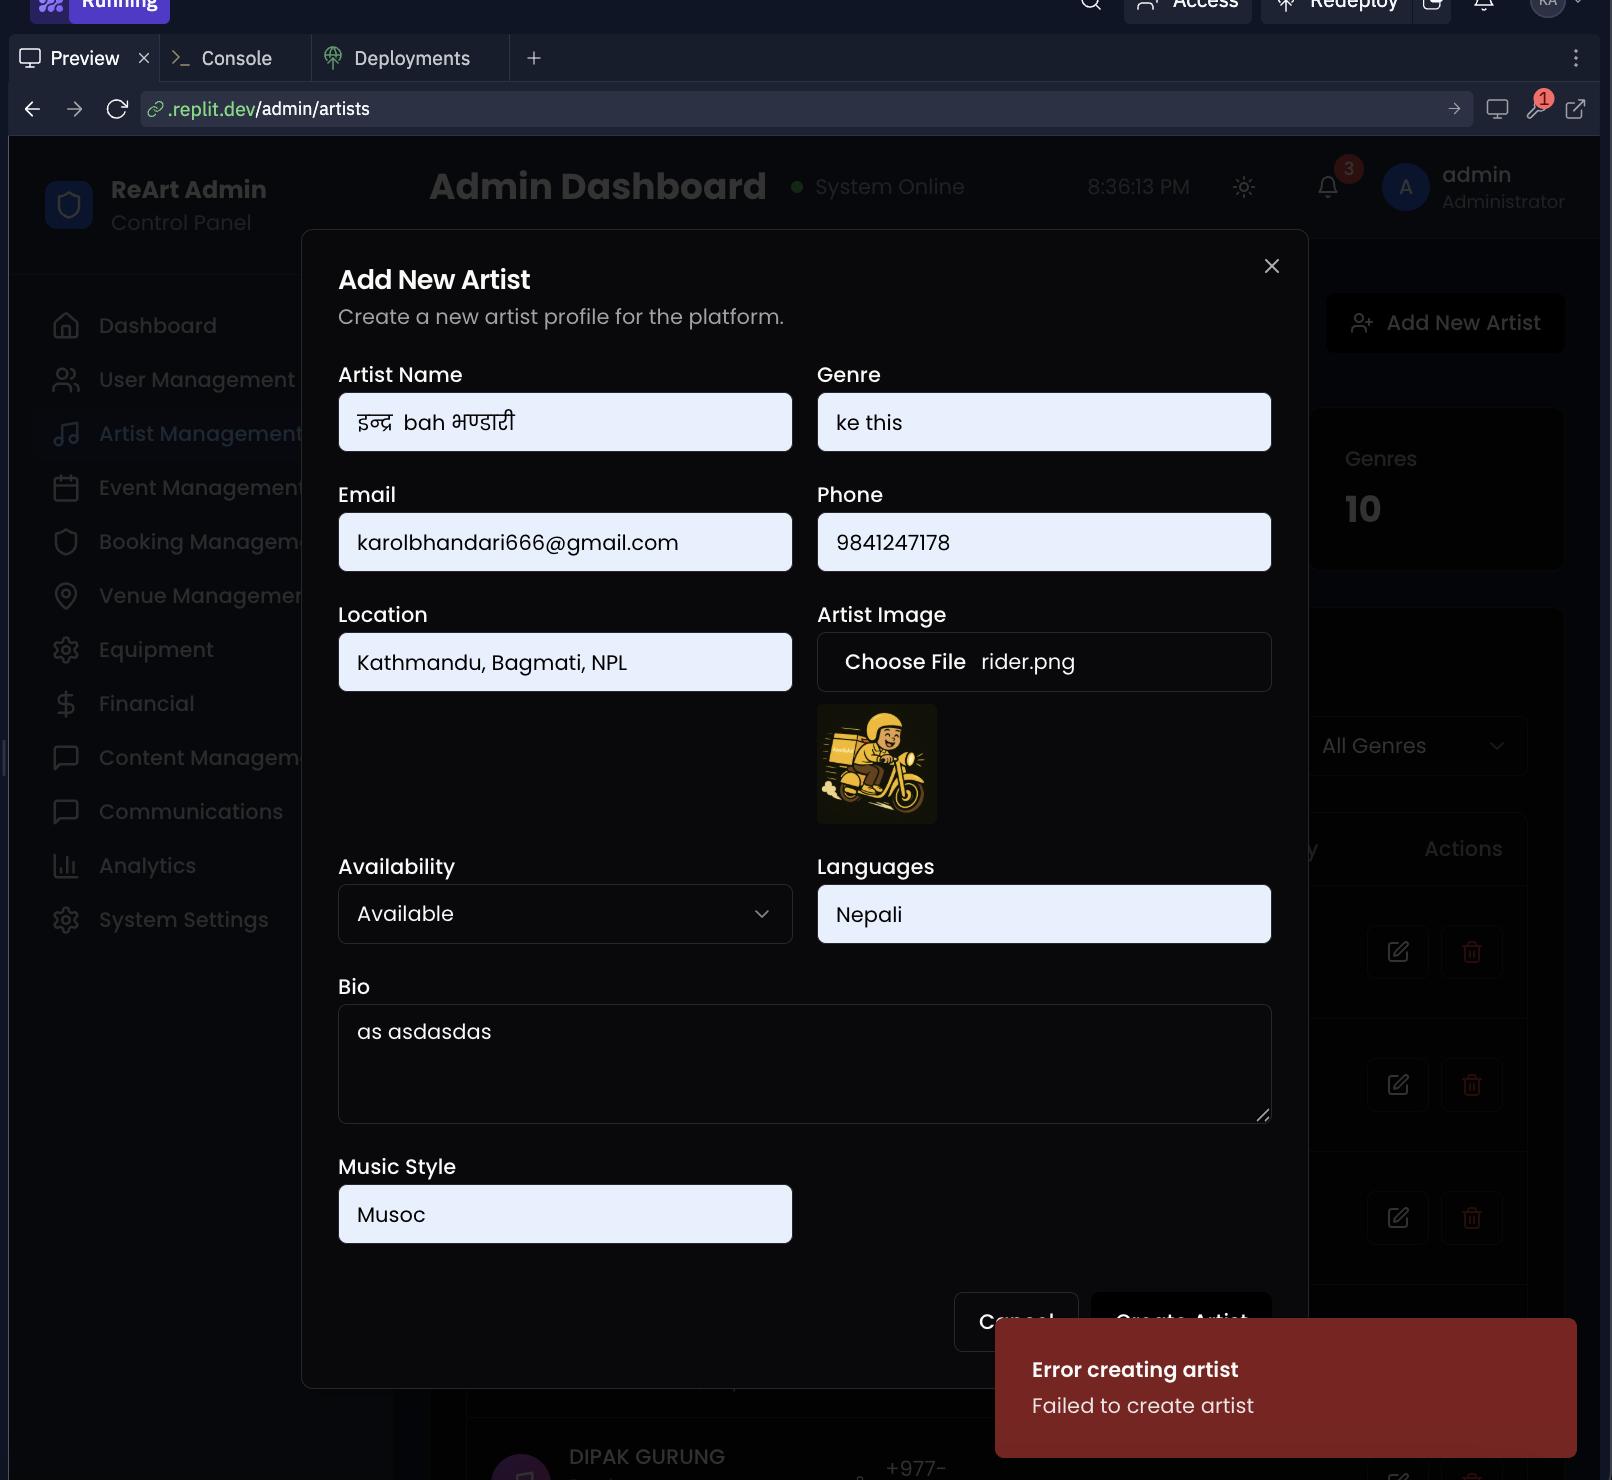 Running
Access
Redeploy
KA
Preview
Console
Deployments
.replit.dev/admin/artists
1
ReArt Admin
Control Panel
Admin Dashboard
System Online
8:36:13 PM
3
A
admin
Administrator
Dashboard
User Management
Artist Management
Event Management
Booking Managem
Venue Managemen
Equipment
Financial
Content Managem
Communications
Analytics
System Settings
Add New Artist
Genres
10
All Genres
y
Actions
Add New Artist
Create a new artist profile for the platform.
Artist Name
Genre
इन्द्र bah भण्डारी
ke this
Email
Phone
karolbhandari666@gmail.com
9841247178
Location
Artist Image
Kathmandu, Bagmati, NPL
Choose File rider.png
Availability
Languages
Available
Nepali
Bio
as asdasdas
Music Style
Musoc
Cancel
Create Artist
Error creating artist
Failed to create artist
DIPAK GURUNG
+977-